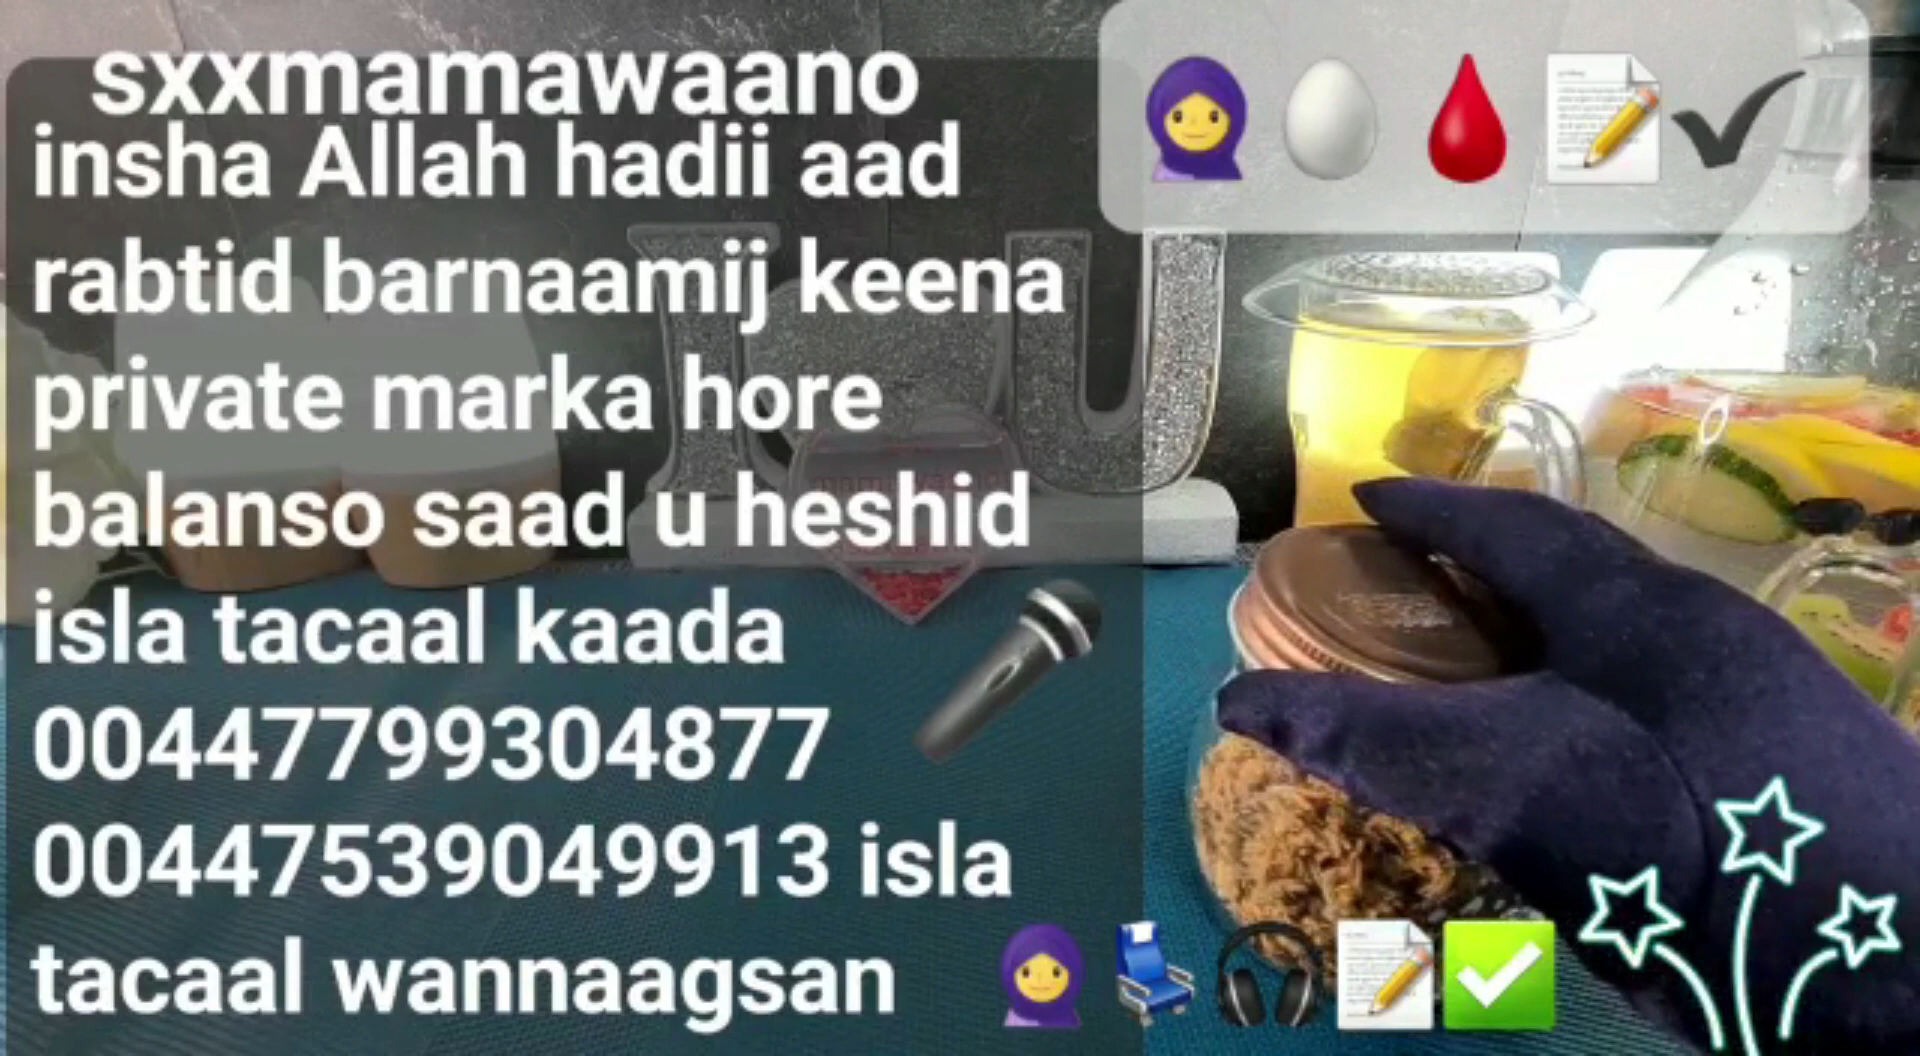 sxxmamawaano
insha Allah hadii aad
rabtid barnaamij keena
private marka hore
balanso saad u heshid
isla tacaal kaada
00447799304877
00447539049913 isla
tacaal wannaagsan
I U